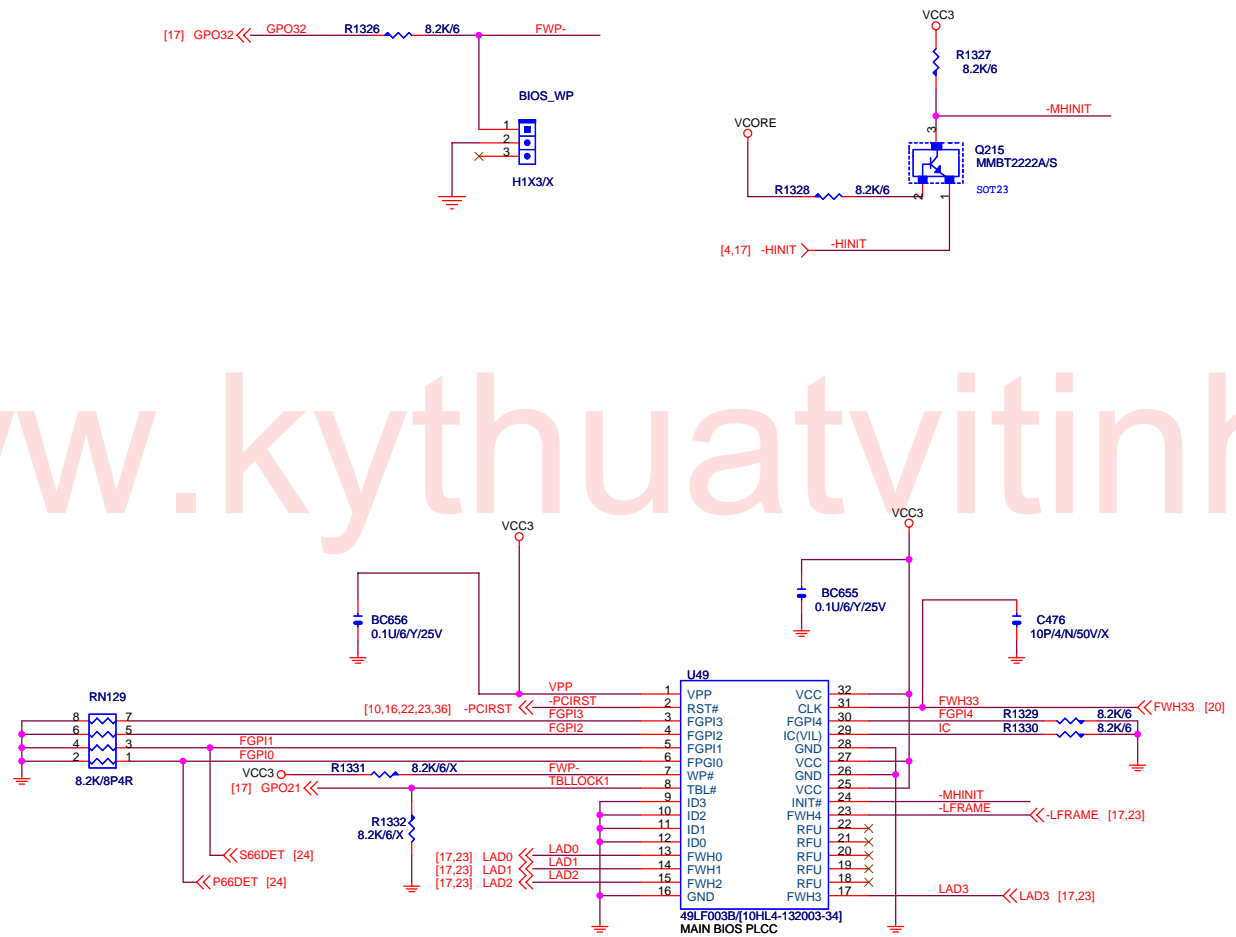 VCC3
[17] GPO32 GPO32 R1326 8.2K/6 FWP-
R1327
8.2K/6
BIOS_WP
-MHINIT
1
2
3
H1X3/X
VCORE
3
Q215
MMBT2222A/S
SOT23
R1328 8.2K/6
2
1
[4,17] -HINIT -HINIT
www.kythuatvitinh
VCC3
VCC3
BC656
0.1U/6/Y/25V
BC655
0.1U/6/Y/25V
C476
10P/4/N/50V/X
RN129
8 7
6 5
4 3
2 1
8.2K/8P4R
U49
VPP 1 VPP VCC 32
[10,16,22,23,36] -PCIRST -PCIRST 2 RST# CLK 31 FWH33 FWH33 [20]
FGPI3 3 FGPI3 FGPI4 30 FGPI4 R1329 8.2K/6
FGPI2 4 FGPI2 IC(VIL) 29 IC R1330 8.2K/6
FGPI1 5 FGPI1 GND 28
FGPI0 6 FPGI0 VCC 27
VCC3 R1331 8.2K/6/X FWP- 7 WP# GND 26
[17] GPO21 TBLLOCK1 8 TBL# VCC 25
9 ID3 INIT# 24 -MHINIT
10 ID2 FWH4 23 -LFRAME -LFRAME [17,23]
R1332
8.2K/6/X
11 ID1 RFU 22
12 ID0 RFU 21
[17,23] LAD0 LAD0 13 FWH0 RFU 20
[17,23] LAD1 LAD1 14 FWH1 RFU 19
[17,23] LAD2 LAD2 15 FWH2 RFU 18
16 GND FWH3 17 LAD3 LAD3 [17,23]
S66DET [24]
P66DET [24]
49LF003B/[10HL4-132003-34]
MAIN BIOS PLCC